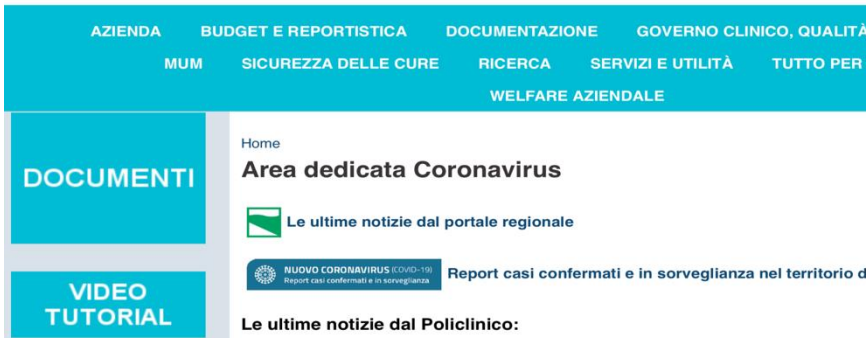 AZIENDA BUDGET E REPORTISTICA DOCUMENTAZIONE GOVERNO CLINICO, QUALITÀ
MUM SICUREZZA DELLE CURE RICERCA SERVIZI E UTILITÀ TUTTO PER
WELFARE AZIENDALE
DOCUMENTI
VIDEO
TUTORIAL
Home
Area dedicata Coronavirus
Le ultime notizie dal portale regionale
NUOVO CORONAVIRUS (COVID-19)
Report casi confermati e in sorveglianza
Report casi confermati e in sorveglianza nel territorio d
Le ultime notizie dal Policlinico: